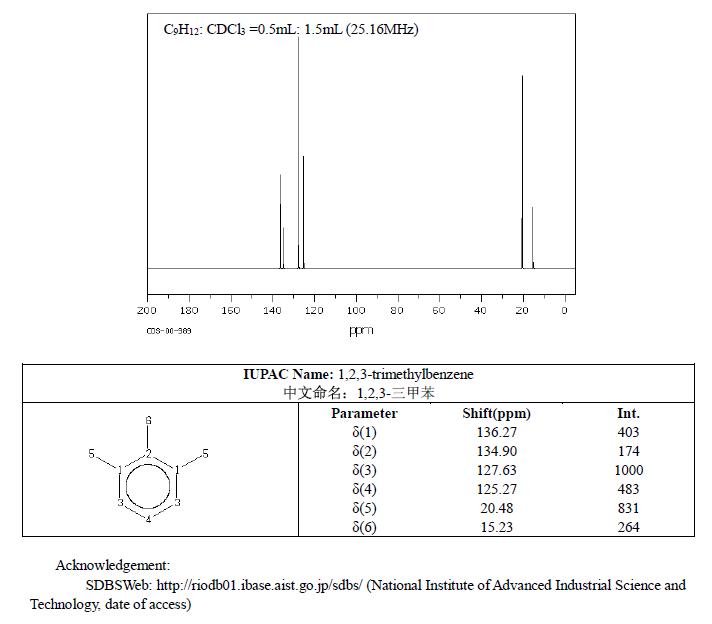 C₉H₁₂: CDCl₃ =0.5mL: 1.5mL (25.16MHz)
200 180 160 140 120 100 80 60 40 20 0
CDS-00-989
ppm
IUPAC Name: 1,2,3-trimethylbenzene
中文命名：1,2,3-三甲苯
Parameter Shift(ppm) Int.
δ(1) 136.27 403
δ(2) 134.90 174
δ(3) 127.63 1000
δ(4) 125.27 483
δ(5) 20.48 831
δ(6) 15.23 264
6
5 2 5
1 1
3 3
4
Acknowledgement:
SDBSWeb: http://riodb01.ibase.aist.go.jp/sdbs/ (National Institute of Advanced Industrial Science and
Technology, date of access)